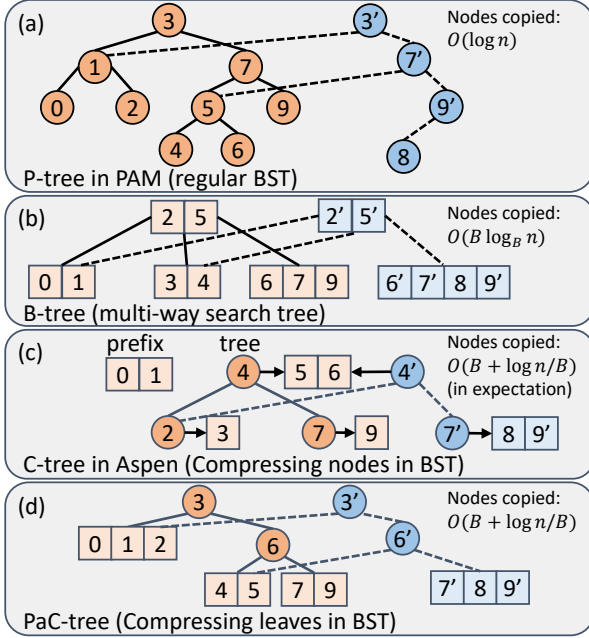 (a)
3
3′
Nodes copied:
O(log n)
1
7
7′
0
2
5
9
9′
4
6
8
P-tree in PAM (regular BST)
(b)
2 5
2′ 5′
Nodes copied:
O(B log_B n)
0 1
3 4
6 7 9
6′ 7′ 8 9′
B-tree (multi-way search tree)
(c)
prefix
tree
Nodes copied:
0 1
4
5 6
4′
O(B + log n/B)
(in expectation)
2
3
7
9
7′
8 9′
C-tree in Aspen (Compressing nodes in BST)
(d)
3
3′
Nodes copied:
O(B + log n/B)
0 1 2
6
6′
4 5
7 9
7′ 8 9′
PaC-tree (Compressing leaves in BST)